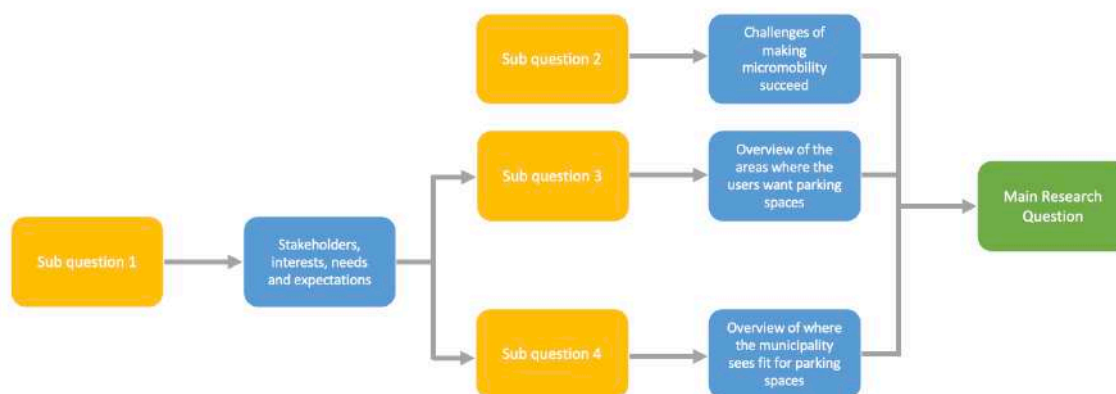 Sub question 2
Challenges of
making
micromobility
succeed
Sub question 3
Overview of the
areas where the
users want parking
spaces
Main Research
Question
Sub question 1
Stakeholders,
interests, needs
and expectations
Sub question 4
Overview of where
the municipality
sees fit for parking
spaces